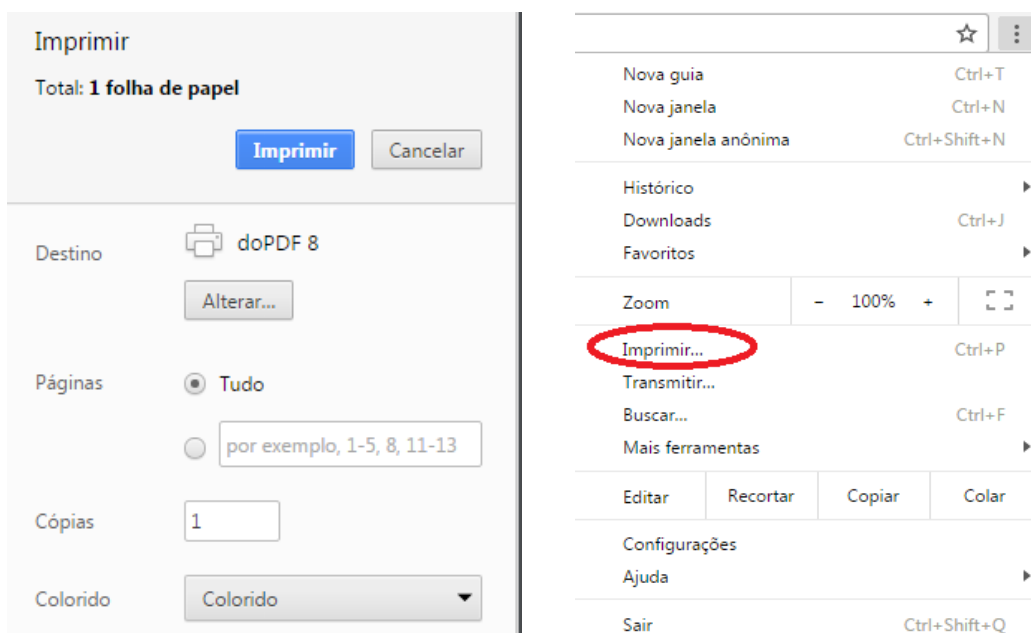 Imprimir
Total: 1 folha de papel
Imprimir Cancelar
Destino doPDF 8
Alterar...
Páginas Tudo
por exemplo, 1-5, 8, 11-13
Cópias 1
Colorido Colorido
Nova guia Ctrl+T
Nova janela Ctrl+N
Nova janela anônima Ctrl+Shift+N
Histórico
Downloads Ctrl+J
Favoritos
Zoom - 100% +
Imprimir... Ctrl+P
Transmitir...
Buscar... Ctrl+F
Mais ferramentas
Editar Recortar Copiar Colar
Configurações
Ajuda
Sair Ctrl+Shift+Q